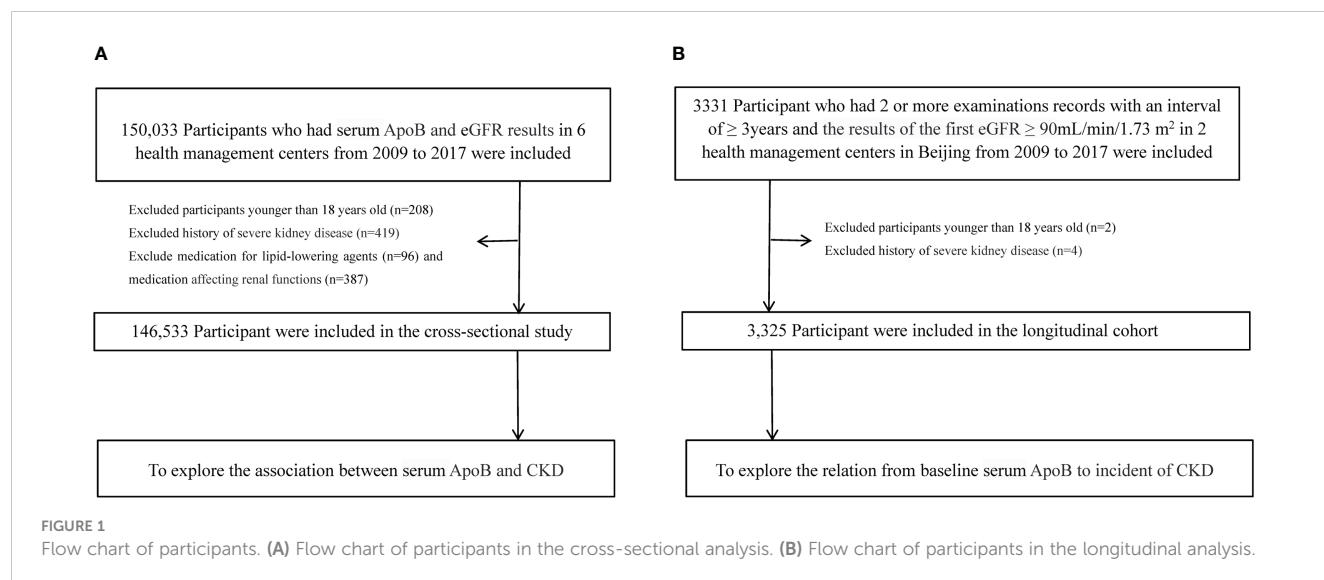 A
150,033 Participants who had serum ApoB and eGFR results in 6
health management centers from 2009 to 2017 were included
Excluded participants younger than 18 years old (n=208)
Excluded history of severe kidney disease (n=419)
Exclude medication for lipid-lowering agents (n=96) and
medication affecting renal functions (n=387)
146,533 Participant were included in the cross-sectional study
To explore the association between serum ApoB and CKD
B
3331 Participant who had 2 or more examinations records with an interval
of ≥ 3years and the results of the first eGFR ≥ 90mL/min/1.73 m² in 2
health management centers in Beijing from 2009 to 2017 were included
Excluded participants younger than 18 years old (n=2)
Excluded history of severe kidney disease (n=4)
3,325 Participant were included in the longitudinal cohort
To explore the relation from baseline serum ApoB to incident of CKD
FIGURE 1
Flow chart of participants. (A) Flow chart of participants in the cross-sectional analysis. (B) Flow chart of participants in the longitudinal analysis.